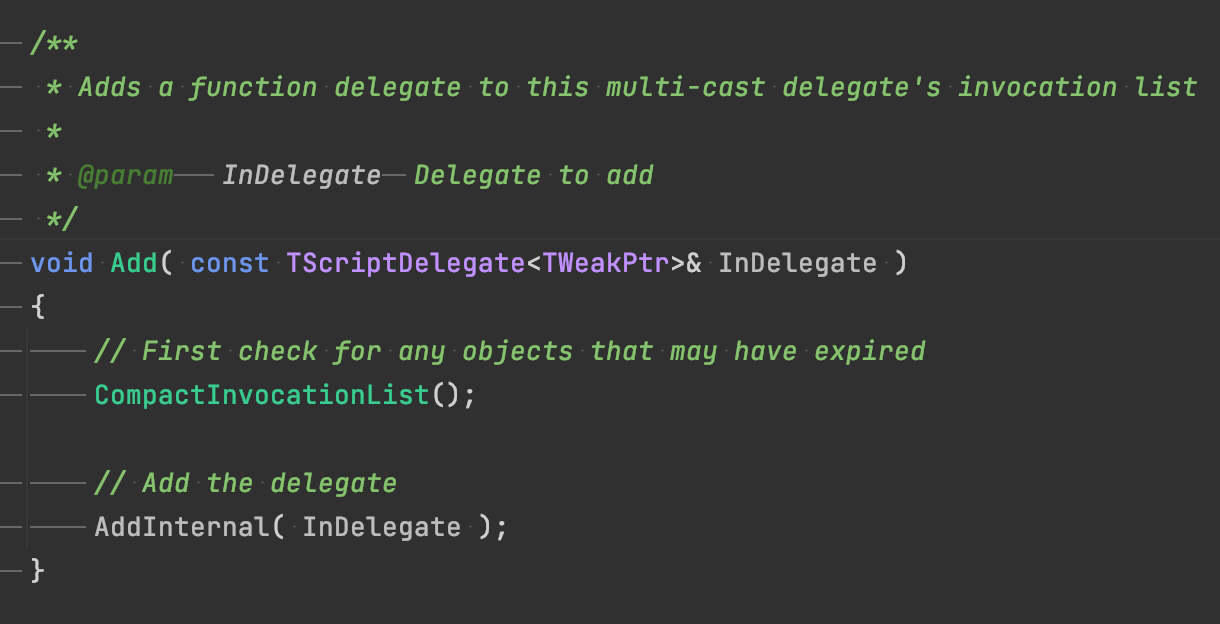 /**
 * Adds a function delegate to this multi-cast delegate's invocation list
 *
 * @param InDelegate Delegate to add
 */
void Add( const TScriptDelegate<TWeakPtr>& InDelegate )
{
    // First check for any objects that may have expired
    CompactInvocationList();

    // Add the delegate
    AddInternal( InDelegate );
}